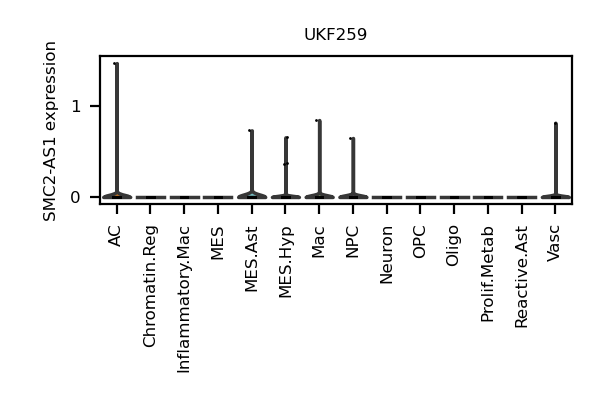 UKF259
SMC2-AS1 expression
1
0
AC
Chromatin.Reg
Inflammatory.Mac
MES
MES.Ast
MES.Hyp
Mac
NPC
Neuron
OPC
Oligo
Prolif.Metab
Reactive.Ast
Vasc